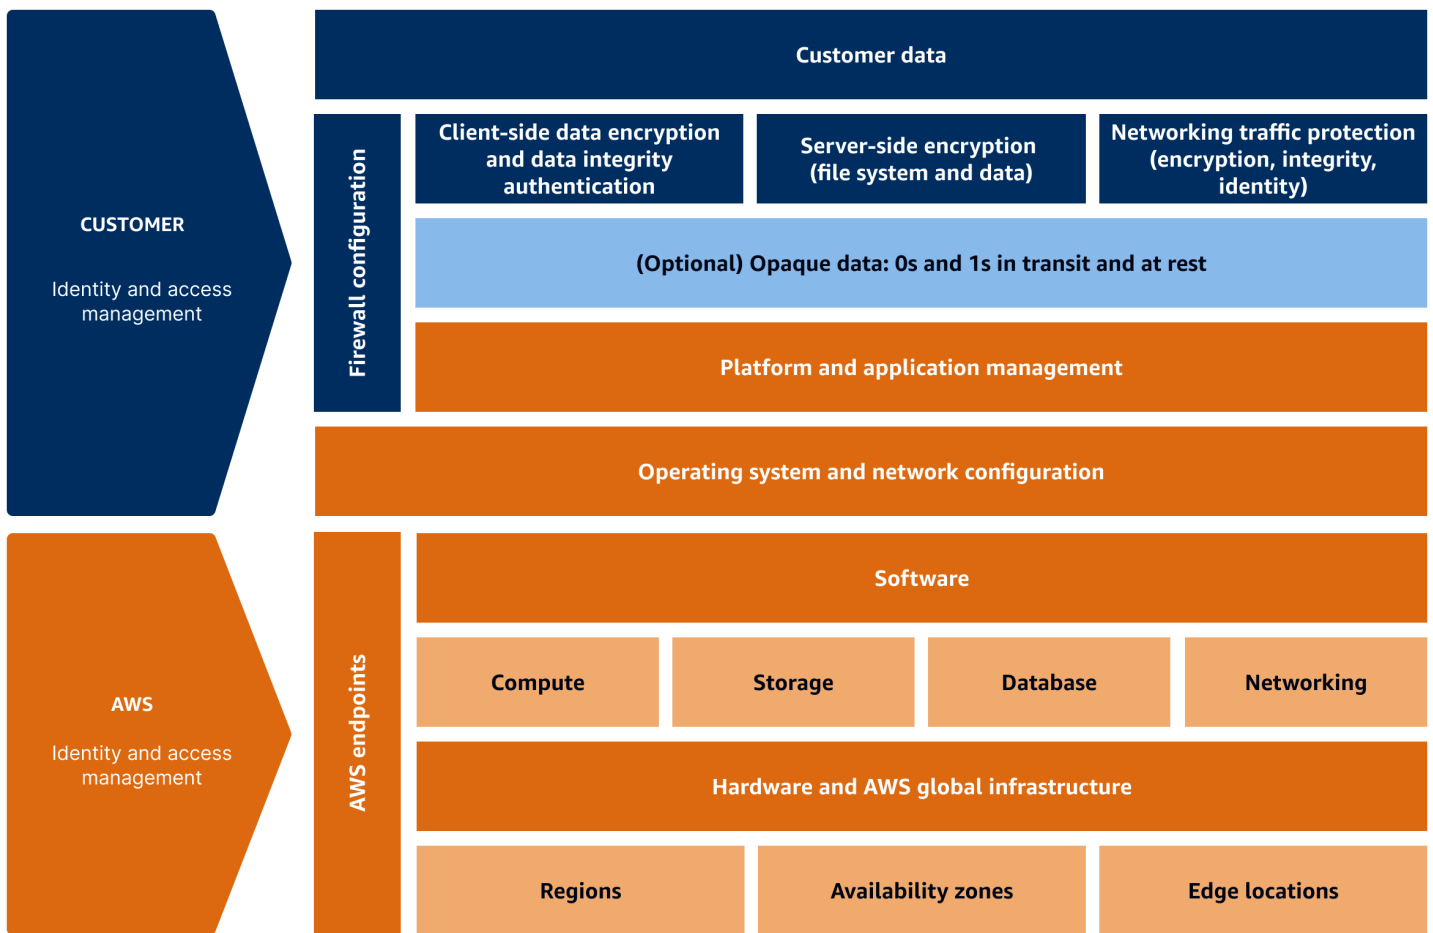 Customer data
CUSTOMER
Identity and access
management
Firewall configuration
Client-side data encryption
and data integrity
authentication
Server-side encryption
(file system and data)
Networking traffic protection
(encryption, integrity,
identity)
(Optional) Opaque data: 0s and 1s in transit and at rest
Platform and application management
Operating system and network configuration
AWS
Identity and access
management
AWS endpoints
Software
Compute
Storage
Database
Networking
Hardware and AWS global infrastructure
Regions
Availability zones
Edge locations